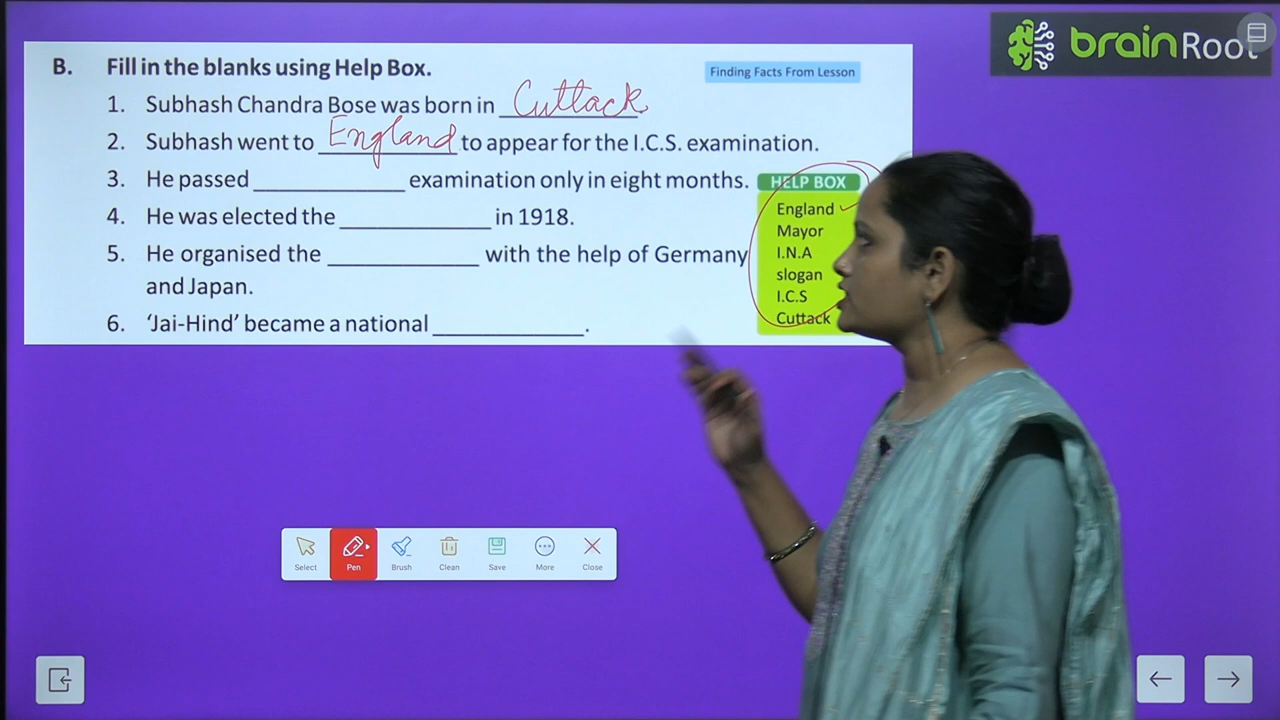 brainRoot
B. Fill in the blanks using Help Box.
Finding Facts From Lesson
1. Subhash Chandra Bose was born in Cuttack.
2. Subhash went to England to appear for the I.C.S. examination.
3. He passed ____________ examination only in eight months.
4. He was elected the ____________ in 1918.
5. He organised the ____________ with the help of Germany
and Japan.
6. ‘Jai-Hind’ became a national ____________.
HELP BOX
England
Mayor
I.N.A
slogan
I.C.S
Cuttack
Select Pen Brush Clean Save More Close